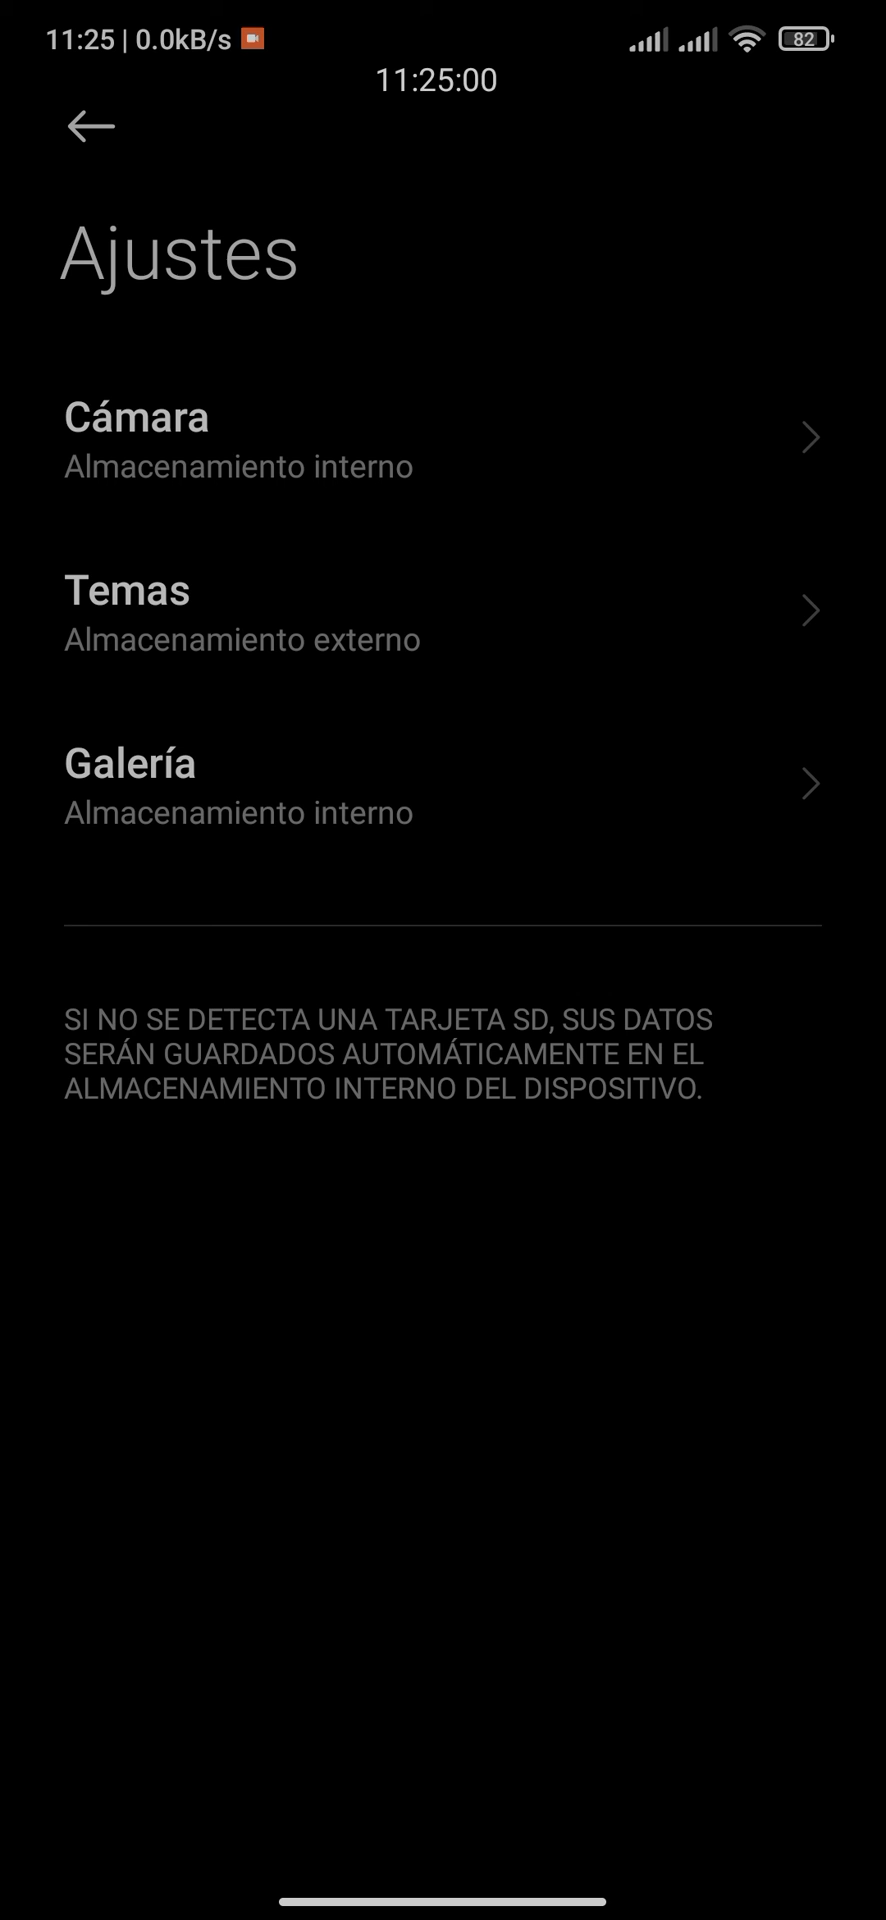 11:25 | 0.0kB/s
82
11:25:00
Ajustes
Cámara
Almacenamiento interno
Temas
Almacenamiento externo
Galería
Almacenamiento interno
SI NO SE DETECTA UNA TARJETA SD, SUS DATOS
SERÁN GUARDADOS AUTOMÁTICAMENTE EN EL
ALMACENAMIENTO INTERNO DEL DISPOSITIVO.